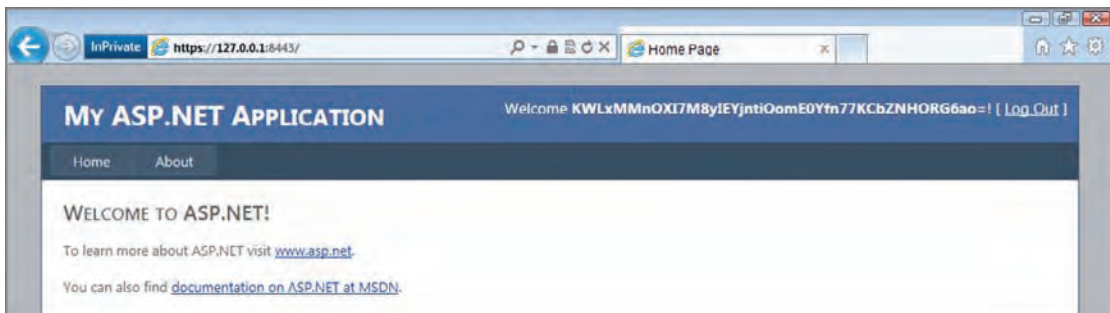 InPrivate https://127.0.0.1:8443/ Home Page
MY ASP.NET APPLICATION Welcome KWLxMMnOXI7M8yIEYjntiOomE0Yfn77KCbZNHORG6ao=! [ Log Out ]
Home About
WELCOME TO ASP.NET!
To learn more about ASP.NET visit www.asp.net.
You can also find documentation on ASP.NET at MSDN.